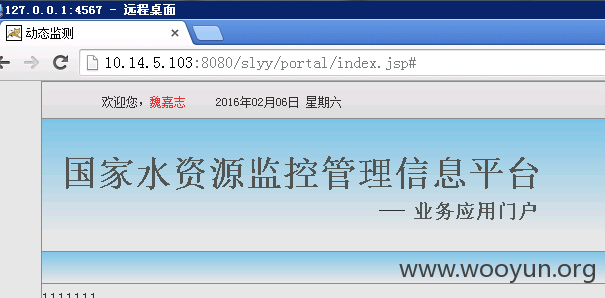 127.0.0.1:4567 - 远程桌面
动态监测
10.14.5.103:8080/slyy/portal/index.jsp#
欢迎您，魏嘉志 2016年02月06日 星期六
国家水资源监控管理信息平台
— 业务应用门户
www.wooyun.org
1111111